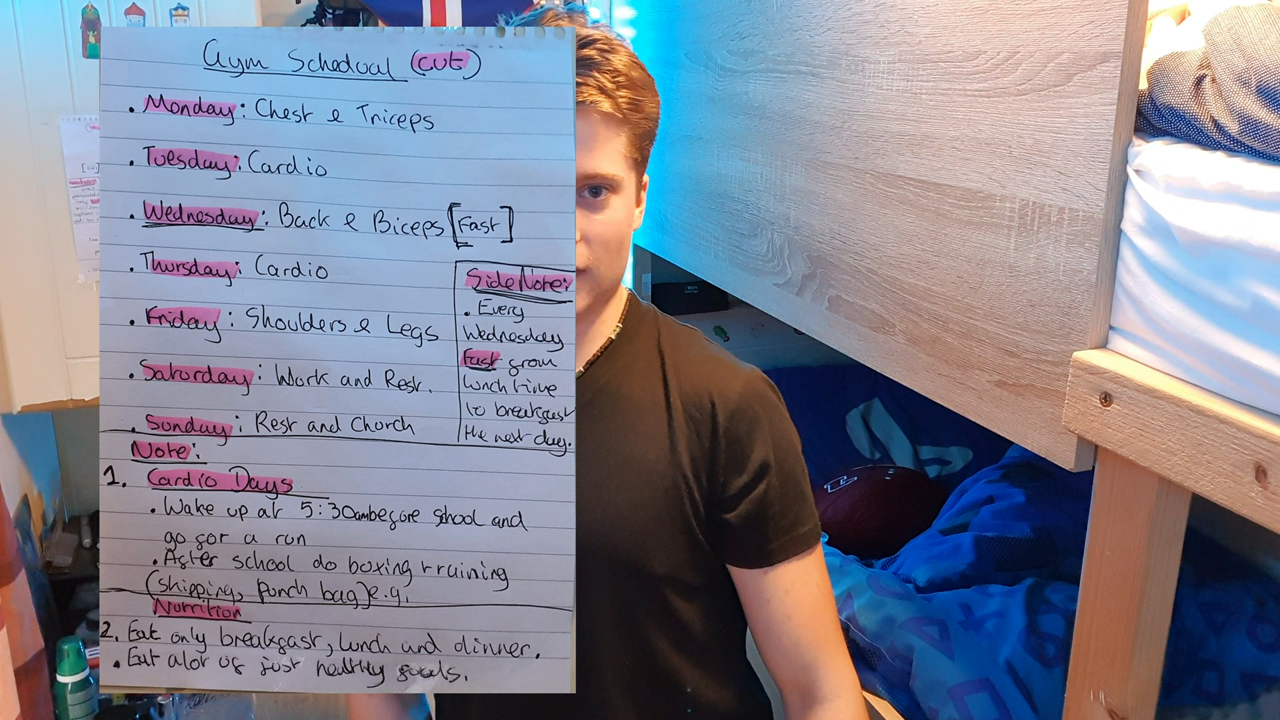 Gym Schedual (cut)
. Monday: Chest & Triceps
. Tuesday: Cardio
. Wednesday: Back & Biceps [Fast]
. Thursday: Cardio
. Friday: Shoulders & Legs
. Saturday: Work and Rest.
. Sunday: Rest and Church
Side Note:
. Every
Wednesday
Fast from
lunch time
to breakfast
the next day.
Note:
1. Cardio Days
. Wake up at 5:30am before school and
go for a run
. After school do boxing training
(skipping, punch bag) e.g.
Nutrition
2. Eat only breakfast, lunch and dinner.
. Eat alot of just healthy foods.